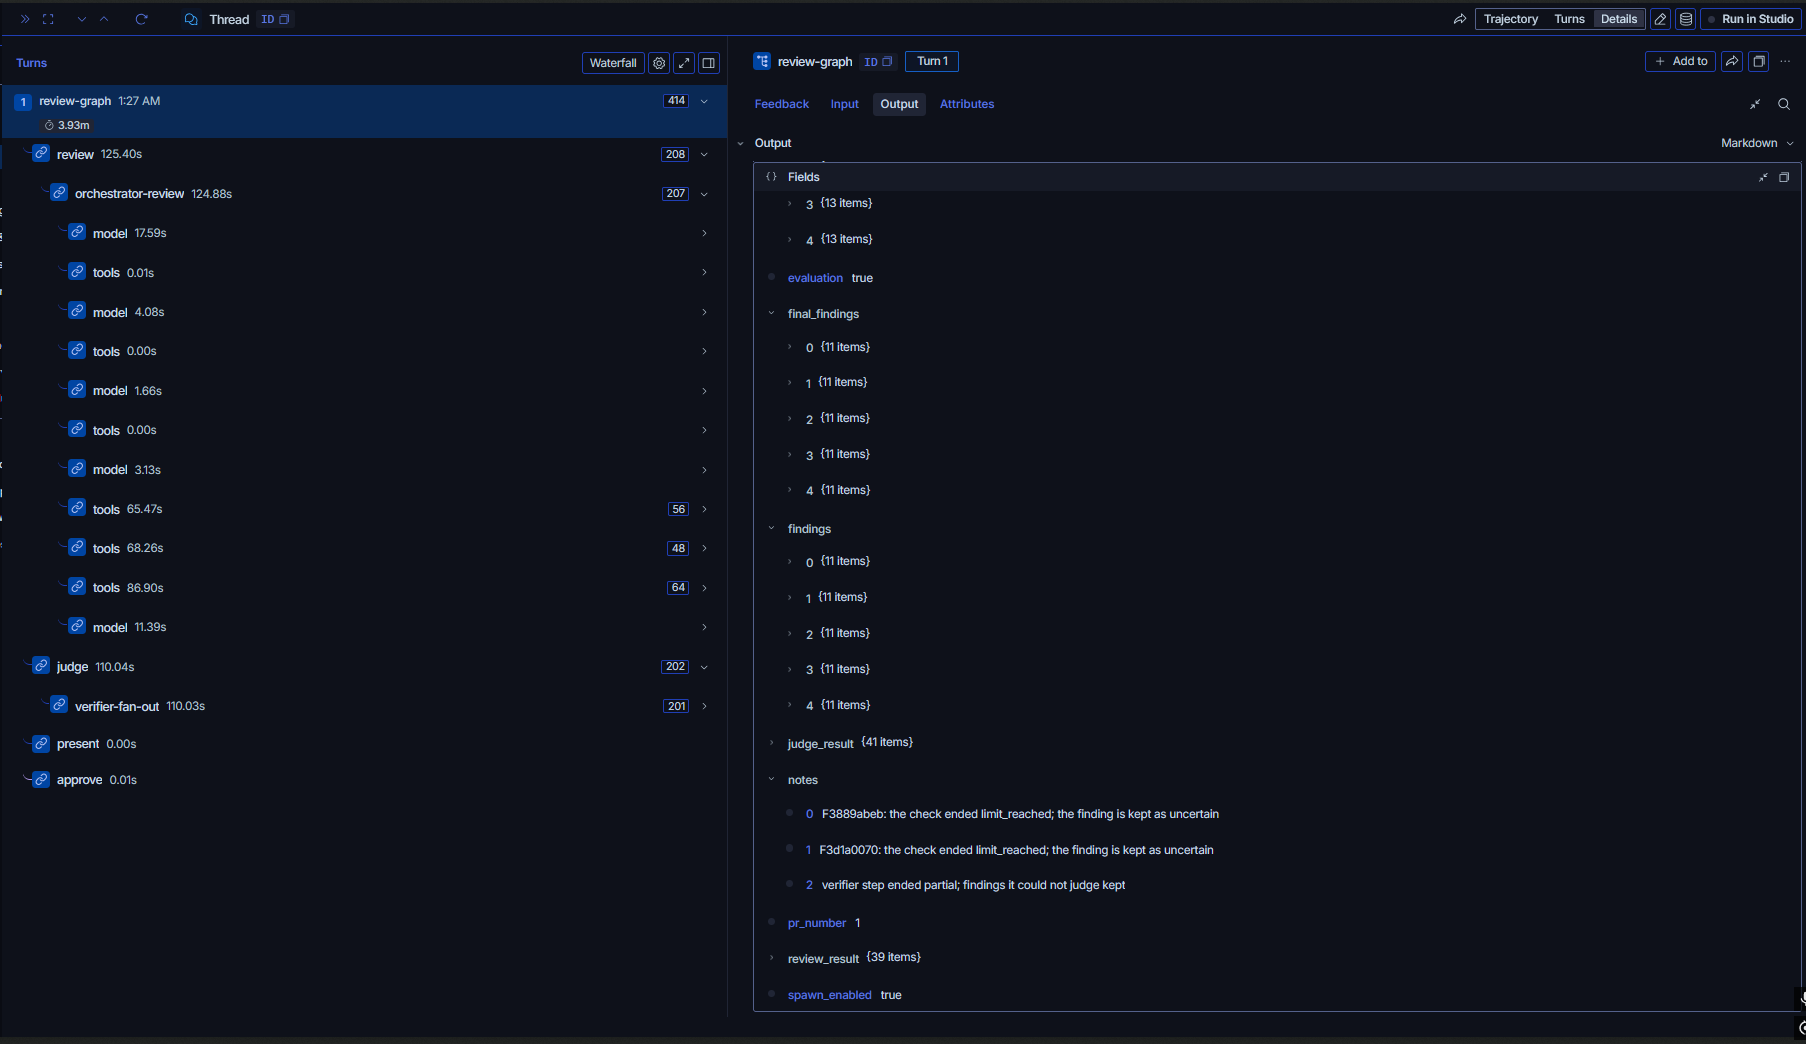 Thread ID
Trajectory Turns Details Run in Studio
Turns
Waterfall
1 review-graph 1:27 AM 414
3.93m
review 125.40s 208
orchestrator-review 124.88s 207
model 17.59s
tools 0.01s
model 4.08s
tools 0.00s
model 1.66s
tools 0.00s
model 3.13s
tools 65.47s 56
tools 68.26s 48
tools 86.90s 64
model 11.39s
judge 110.04s 202
verifier-fan-out 110.03s 201
present 0.00s
approve 0.01s
review-graph ID Turn 1
+ Add to
Feedback Input Output Attributes
Output
Markdown
{} Fields
3 {13 items}
4 {13 items}
evaluation true
final_findings
0 {11 items}
1 {11 items}
2 {11 items}
3 {11 items}
4 {11 items}
findings
0 {11 items}
1 {11 items}
2 {11 items}
3 {11 items}
4 {11 items}
judge_result {41 items}
notes
0 F3889abeb: the check ended limit_reached; the finding is kept as uncertain
1 F3d1a0070: the check ended limit_reached; the finding is kept as uncertain
2 verifier step ended partial; findings it could not judge kept
pr_number 1
review_result {39 items}
spawn_enabled true